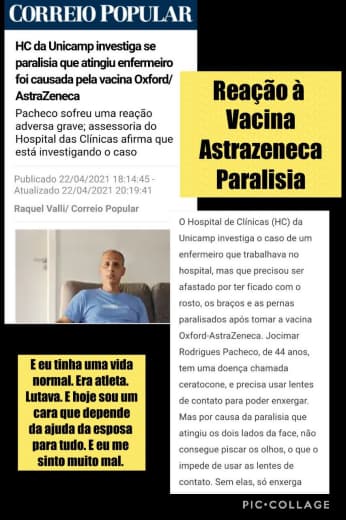 CORREIO POPULAR
HC da Unicamp investiga se
paralisia que atingiu enfermeiro
foi causada pela vacina Oxford/
AstraZeneca
Pacheco sofreu uma reação
adversa grave; assessoria do
Hospital das Clínicas afirma que
está investigando o caso
Publicado 22/04/2021 18:14:45 -
Atualizado 22/04/2021 20:19:41
Raquel Valli/ Correio Popular
Reação à
Vacina
Astrazeneca
Paralisia
O Hospital de Clínicas (HC) da
Unicamp investiga o caso de um
enfermeiro que trabalhava no
hospital, mas que precisou ser
afastado por ter ficado com o
rosto, os braços e as pernas
paralisados após tomar a vacina
Oxford-AstraZeneca. Jocimar
Rodrigues Pacheco, de 44 anos,
tem uma doença chamada
ceratocone, e precisa usar lentes
de contato para poder enxergar.
Mas por causa da paralisia que
atingiu os dois lados da face, não
consegue piscar os olhos, o que o
impede de usar as lentes de
contato. Sem elas, só enxerga
E eu tinha uma vida
normal. Era atleta.
Lutava. E hoje sou um
cara que depende
da ajuda da esposa
para tudo. E eu me
sinto muito mal.
PIC•COLLAGE